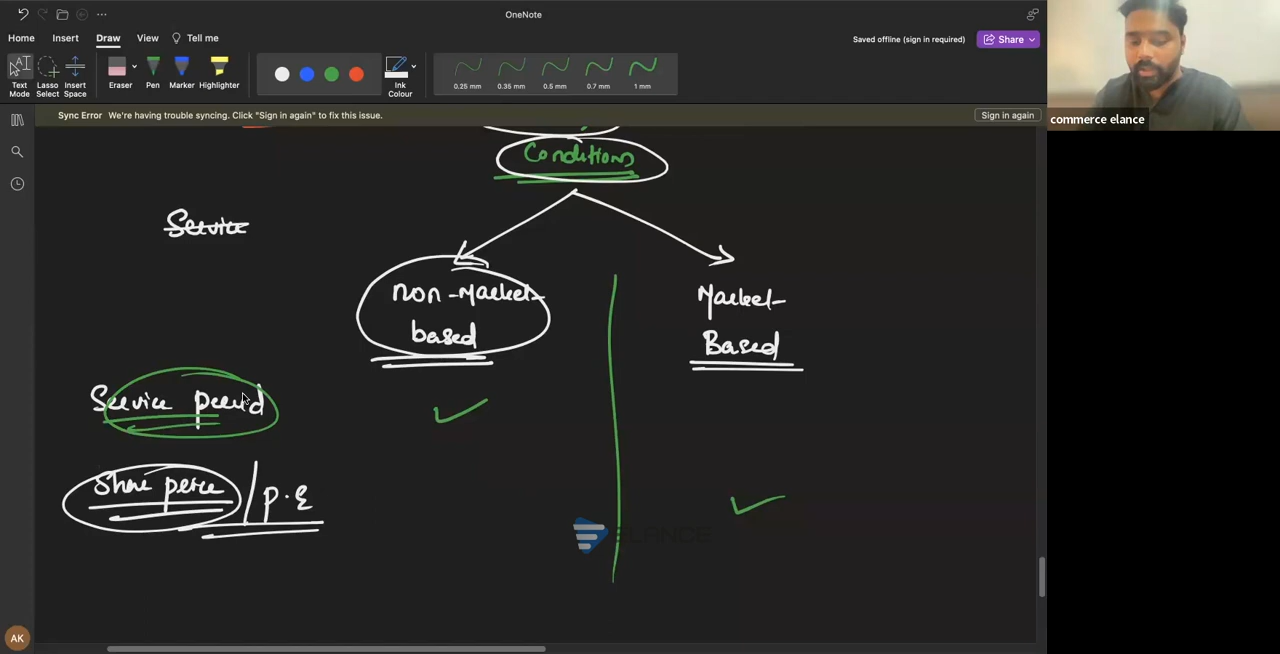 OneNote
Home Insert Draw View Tell me
Saved offline (sign in required)
Share
Text Mode
Lasso Select
Insert Space
Eraser
Pen
Marker
Highlighter
Ink Colour
0.25 mm
0.35 mm
0.5 mm
0.7 mm
1 mm
commerce elance
Sync Error We're having trouble syncing. Click "Sign in again" to fix this issue.
Sign in again
Conditions
Service
Non-Market-
based
Market-
Based
Service period
Share price / P.E
ELANCE
AK